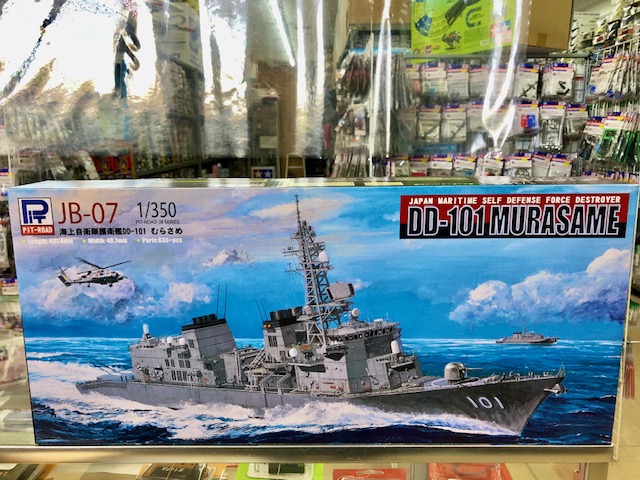 PIT-ROAD
JB-07
1/350
PIT-ROAD JB SERIES
海上自衛隊護衛艦DD-101 むらさめ
JAPAN MARITIME SELF DEFENSE FORCE DESTROYER
DD-101 MURASAME
101